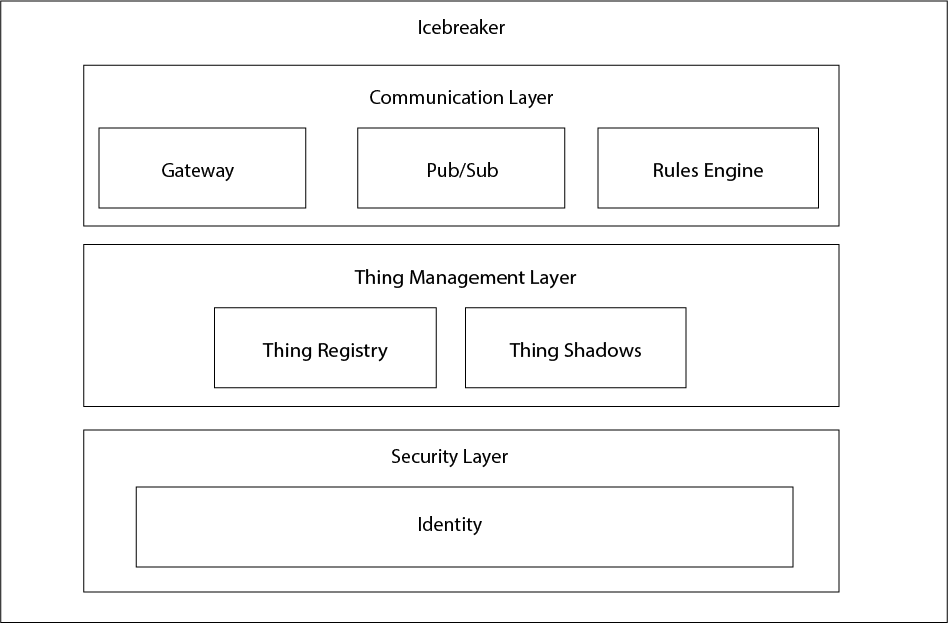 Icebreaker
Communication Layer
Gateway
Pub/Sub
Rules Engine
Thing Management Layer
Thing Registry
Thing Shadows
Security Layer
Identity